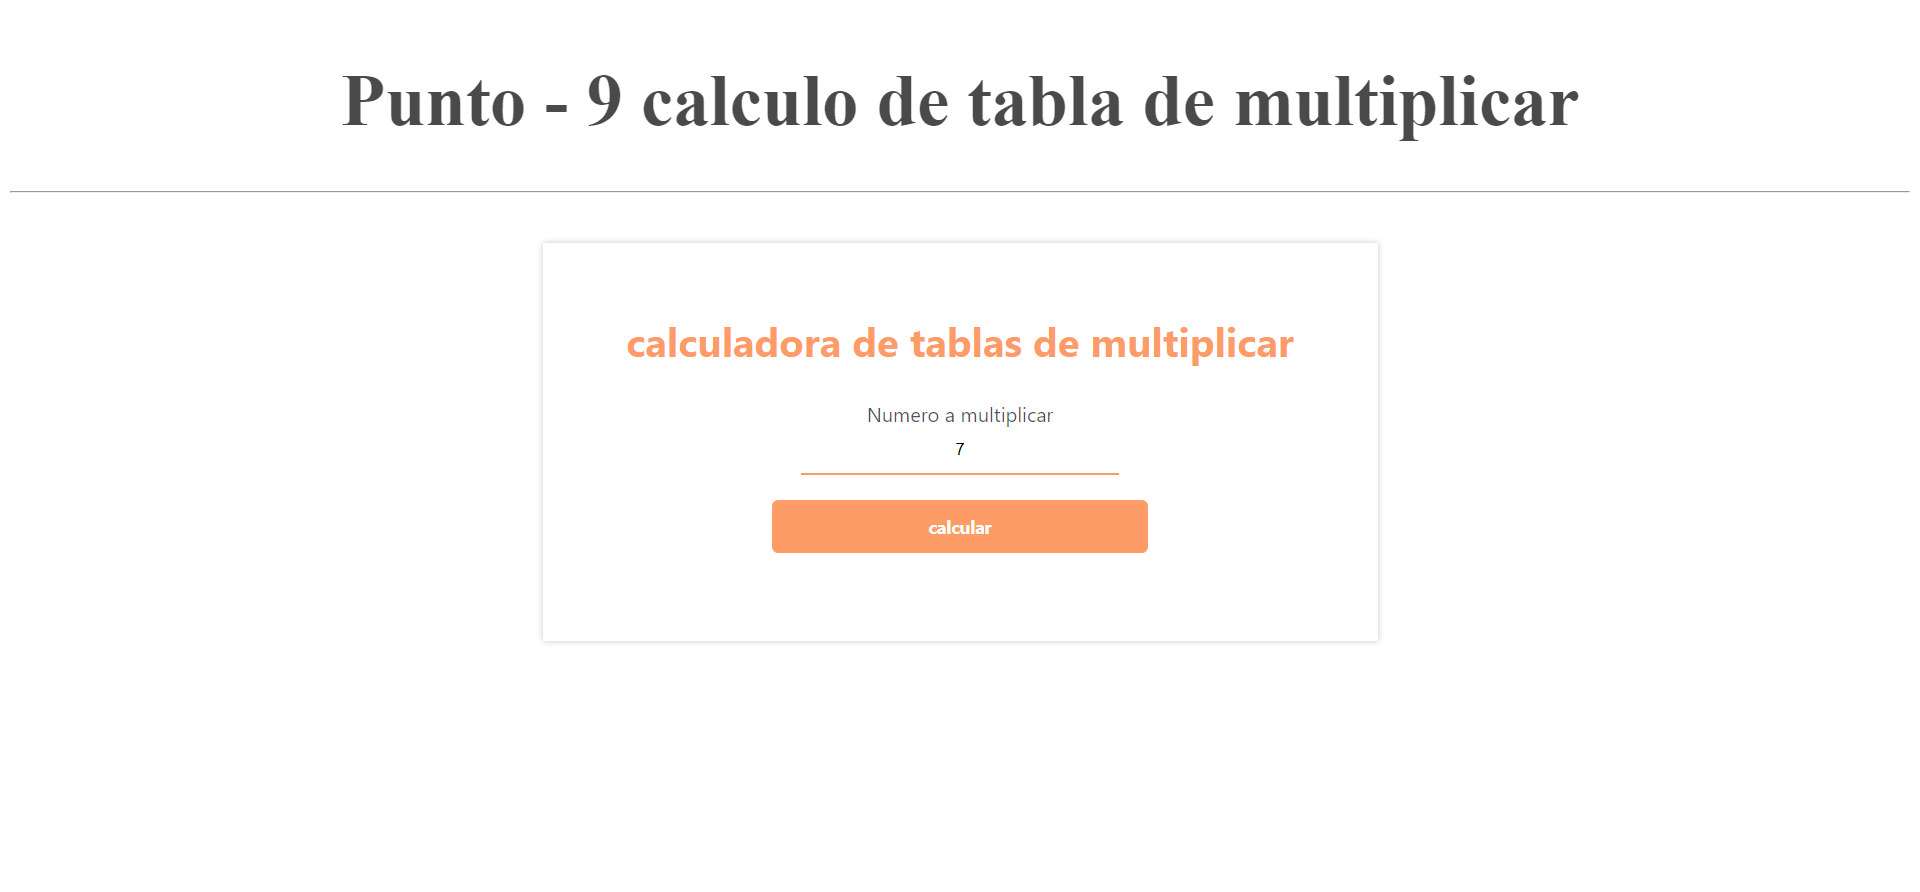 Punto - 9 calculo de tabla de multiplicar
calculadora de tablas de multiplicar
Numero a multiplicar
7
calcular